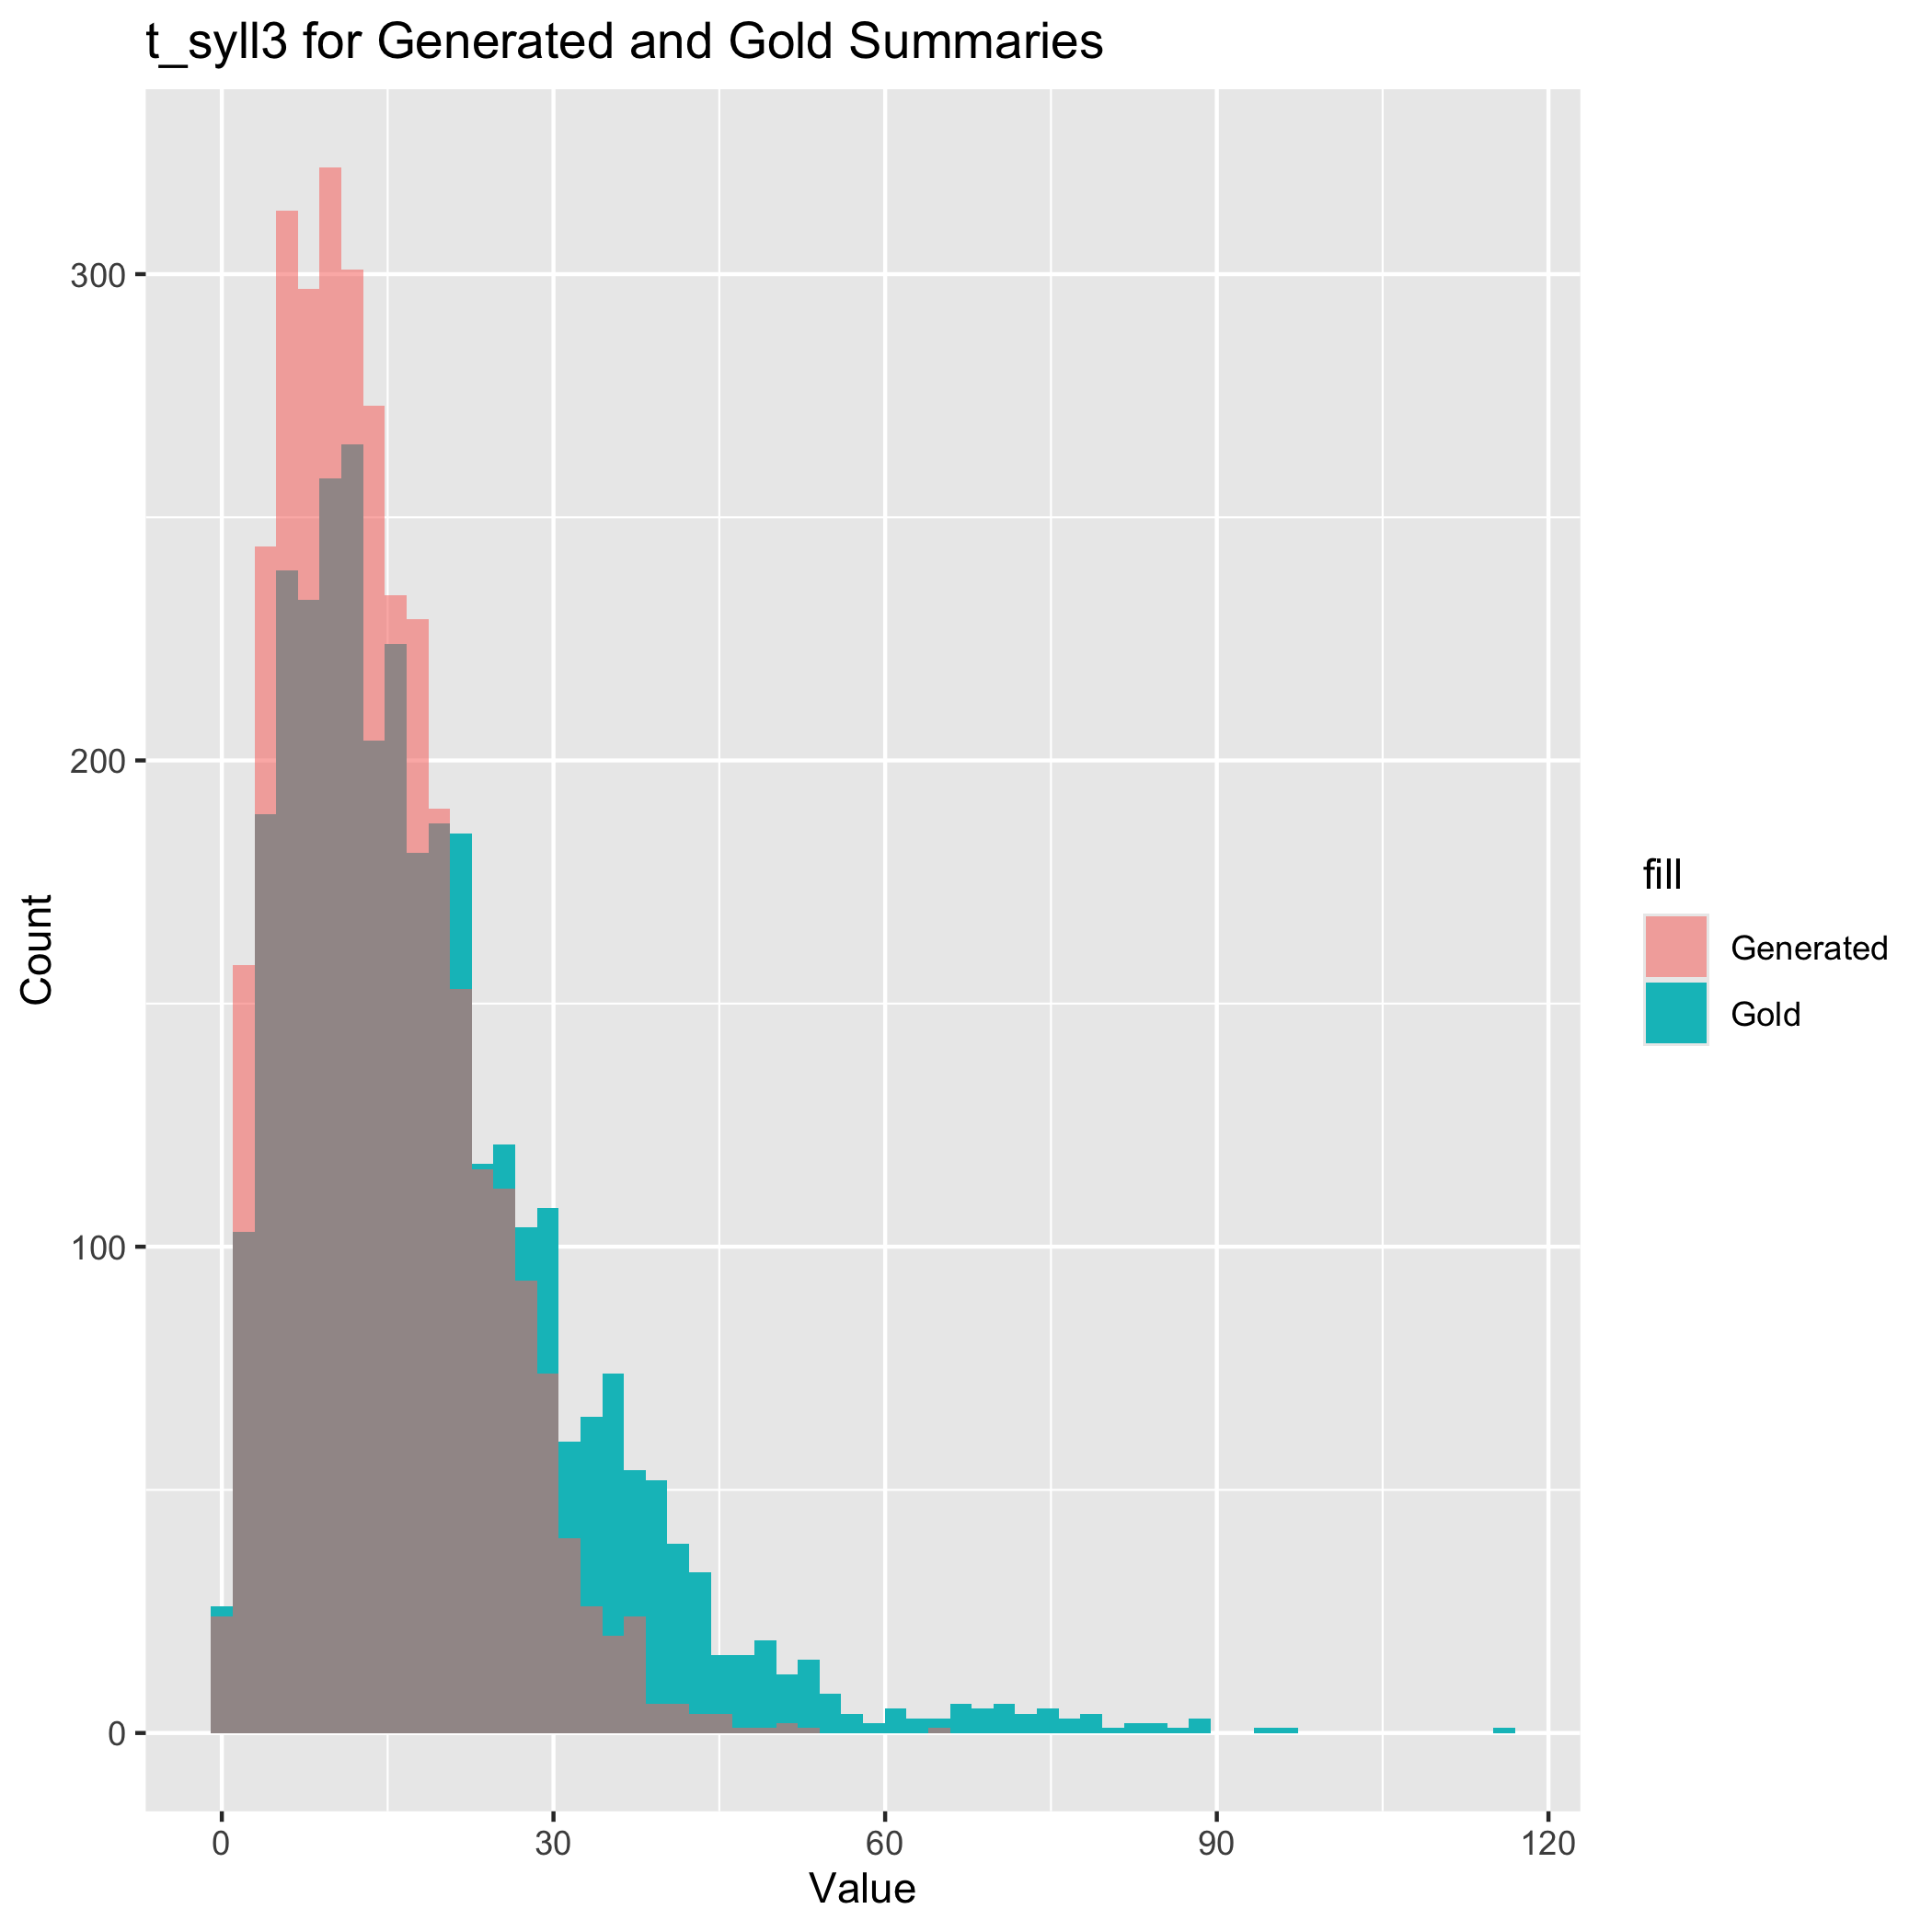 t_syll3 for Generated and Gold Summaries
300
200
100
0
Count
0 30 60 90 120
Value
fill
Generated
Gold